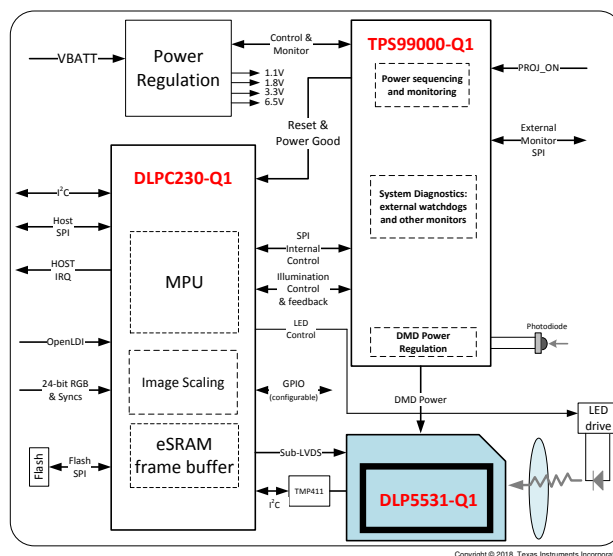 VBATT
Power
Regulation
Control &
Monitor
1.1V
1.8V
3.3V
6.5V
TPS99000-Q1
Power sequencing
and monitoring
PROJ_ON
Reset &
Power Good
External
Monitor
SPI
DLPC230-Q1
I²C
Host
SPI
HOST
IRQ
MPU
System Diagnostics:
external watchdogs
and other monitors
SPI
Internal
Control
Illumination
Control
& feedback
LED
Control
OpenLDI
DMD Power
Regulation
Photodiode
24-bit RGB
& Syncs
Image Scaling
GPIO
(configurable)
DMD Power
LED
drive
eSRAM
frame buffer
Flash
Flash
SPI
Sub-LVDS
I²C
TMP411
DLP5531-Q1
Copyright © 2018, Texas Instruments Incorporat